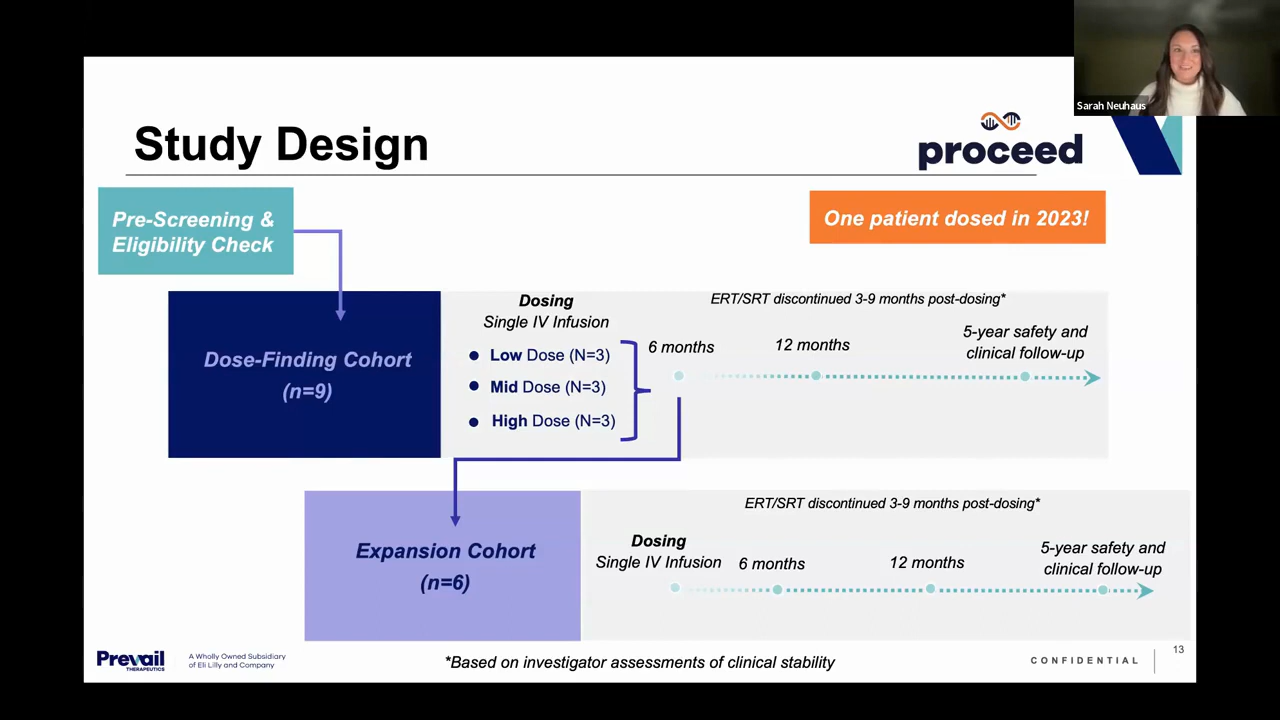 Sarah Neuhaus
Study Design
proceed
Pre-Screening &
Eligibility Check
One patient dosed in 2023!
Dose-Finding Cohort
(n=9)
Dosing
Single IV Infusion
Low Dose (N=3)
Mid Dose (N=3)
High Dose (N=3)
ERT/SRT discontinued 3-9 months post-dosing*
6 months
12 months
5-year safety and
clinical follow-up
Expansion Cohort
(n=6)
ERT/SRT discontinued 3-9 months post-dosing*
Dosing
Single IV Infusion
6 months
12 months
5-year safety and
clinical follow-up
Prevail
THERAPEUTICS
A Wholly Owned Subsidiary
of Eli Lilly and Company
*Based on investigator assessments of clinical stability
CONFIDENTIAL
13